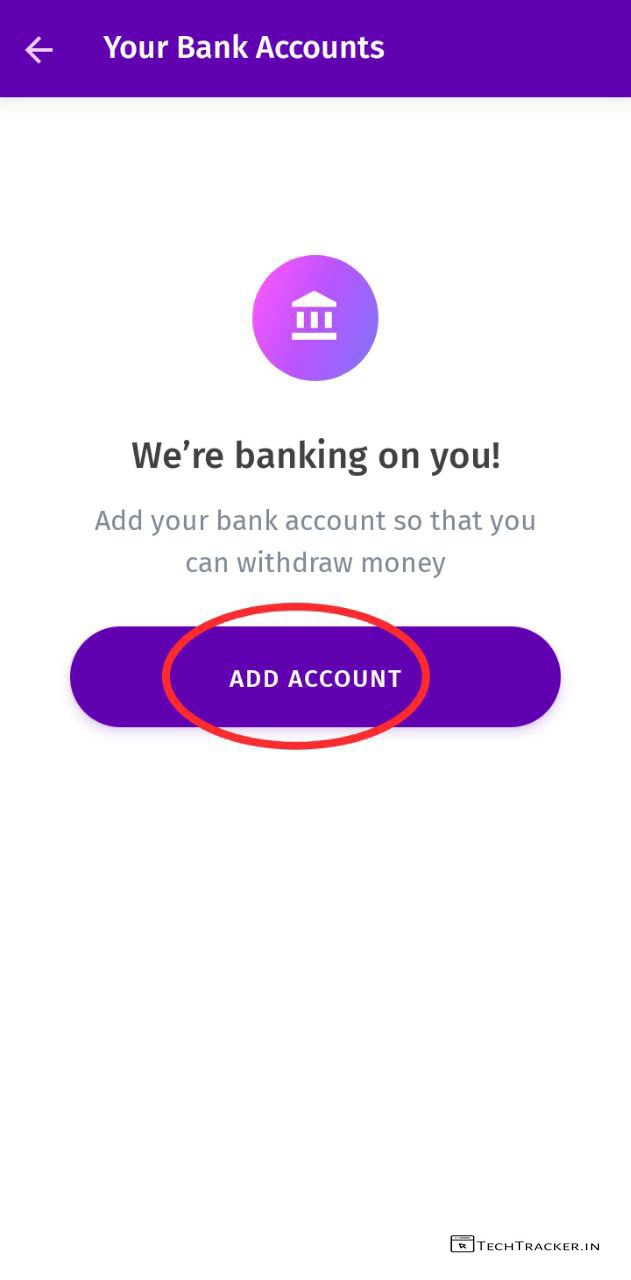 Your Bank Accounts
We’re banking on you!
Add your bank account so that you
can withdraw money
ADD ACCOUNT
TECHTRACKER.IN